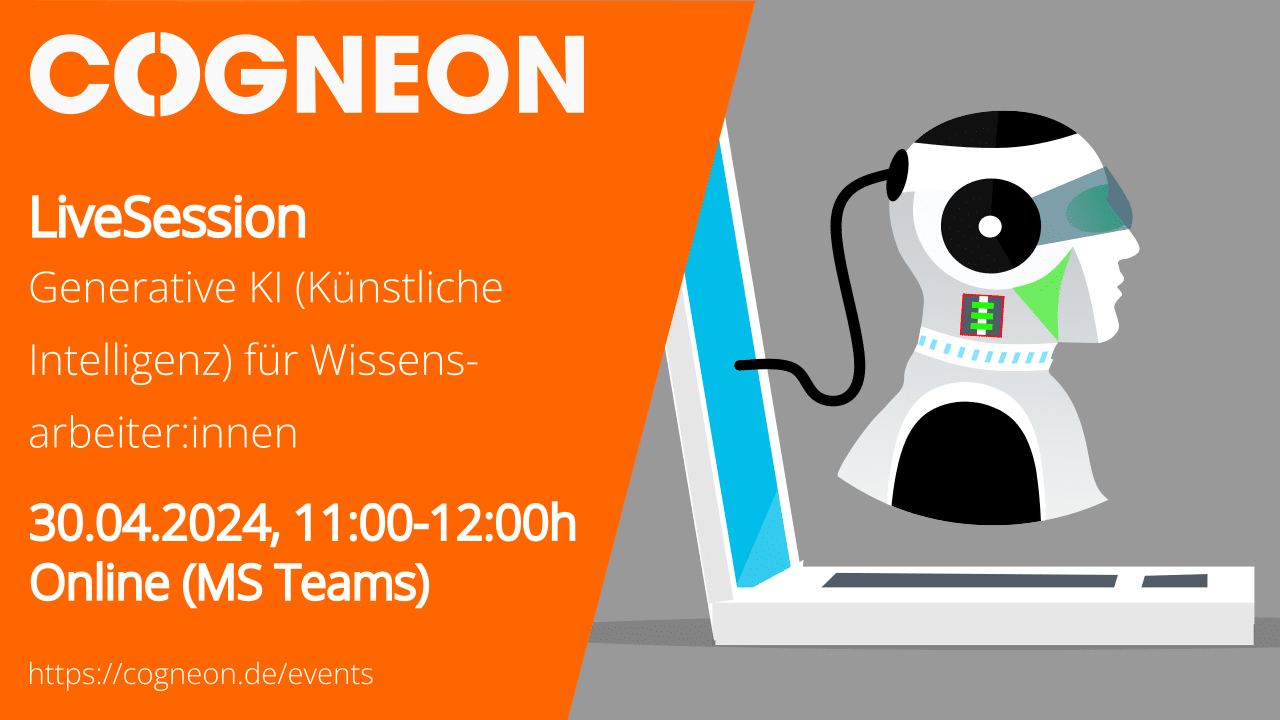 COGNEON
LiveSession
Generative KI (Künstliche
Intelligenz) für Wissens-
arbeiter:innen
30.04.2024, 11:00-12:00h
Online (MS Teams)
https://cogneon.de/events